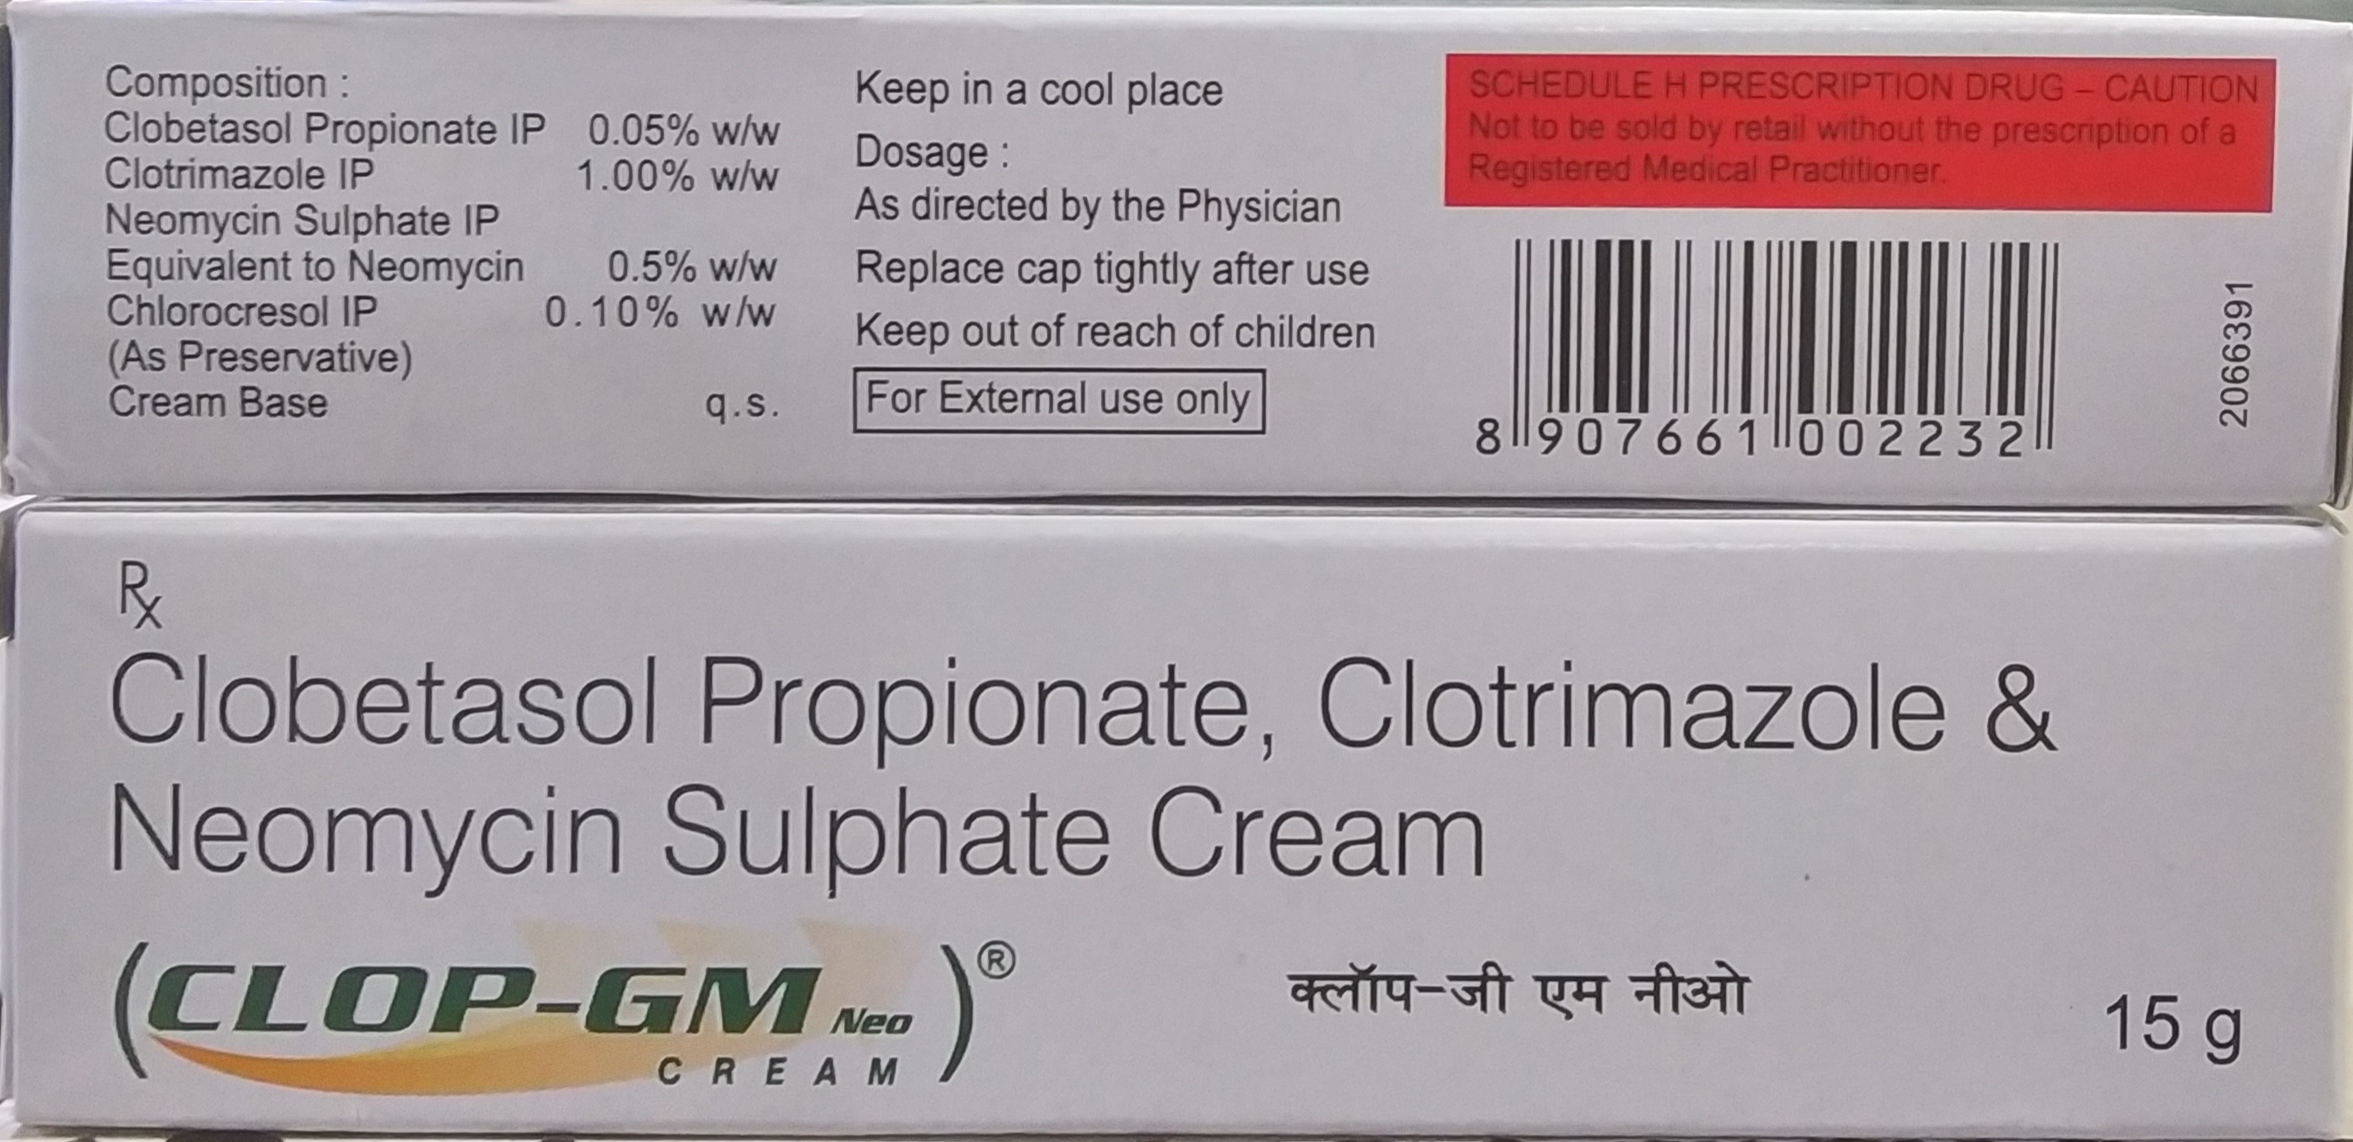 Composition :
Clobetasol Propionate IP 0.05% w/w
Clotrimazole IP 1.00% w/w
Neomycin Sulphate IP
Equivalent to Neomycin 0.5% w/w
Chlorocresol IP 0.10% w/w
(As Preservative)
Cream Base q.s.
Keep in a cool place
Dosage :
As directed by the Physician
Replace cap tightly after use
Keep out of reach of children
For External use only
SCHEDULE H PRESCRIPTION DRUG – CAUTION
Not to be sold by retail without the prescription of a
Registered Medical Practitioner.
8 907661 002232
2066391
Rx
Clobetasol Propionate, Clotrimazole &
Neomycin Sulphate Cream
(CLOP-GM Neo)®
CREAM
क्लॉप-जी एम नीओ
15 g